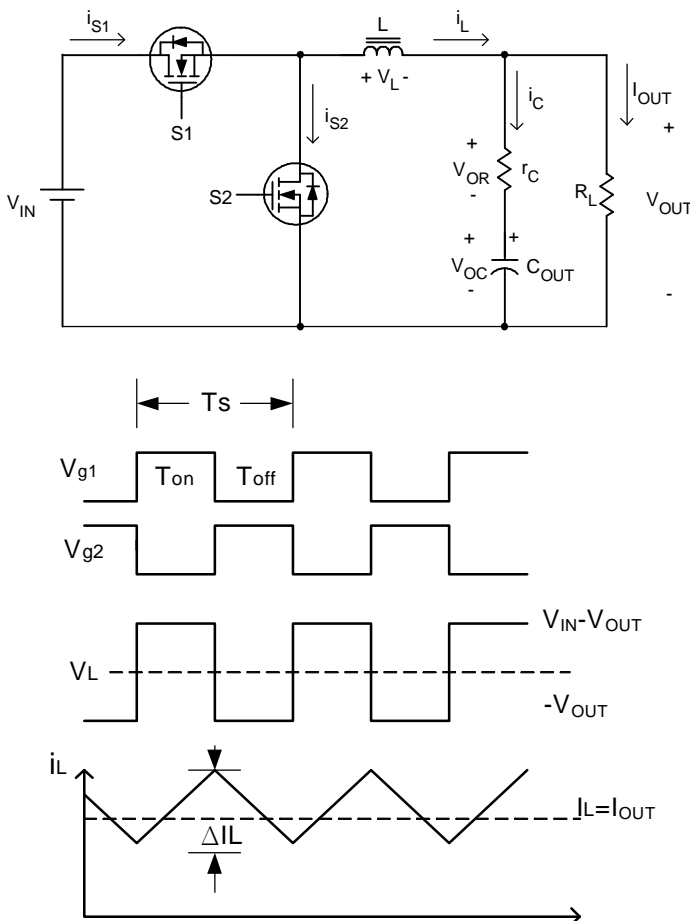 iS1
L
iL
+ VL -
iC
IOUT
S1
iS2
+
+
VOR
rC
-
S2
RL
VOUT
VIN
+
+
VOC
COUT
-
-
Ts
Vg1
Ton
Toff
Vg2
VIN-VOUT
VL
-VOUT
iL
IL=IOUT
ΔIL